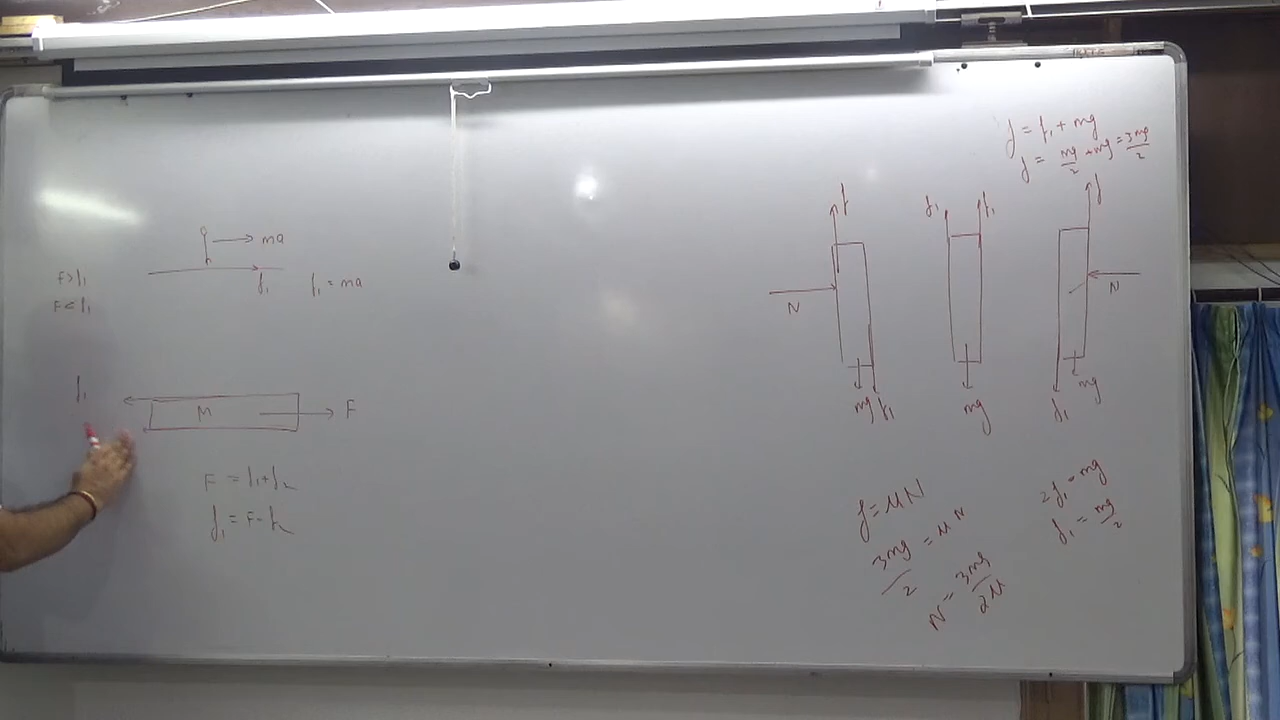 ma
f₁
f₁ = ma
F > f₁
F < f₁
f₁
M
F
F = f₁+f₂
f₁ = F-f₂
f = f₁ + mg
f = mg/2 + mg = 3mg/2
f
f₁
f₁
f
N
N
mg
f₁
mg
f₁
mg
f = μN
3mg/2 = μN
N = 3mg/2μ
2f₁ = mg
f₁ = mg/2